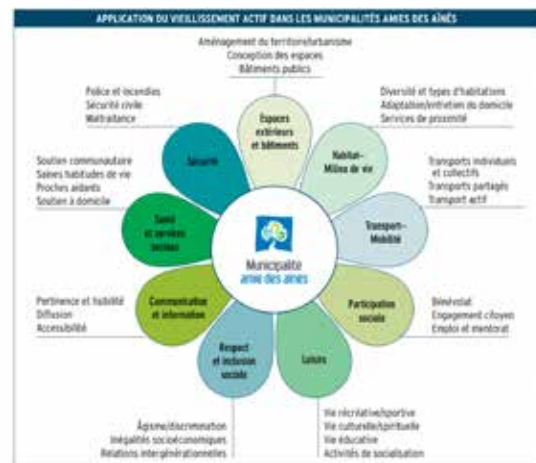 APPLICATION DU VIEILLISSEMENT ACTIF DANS LES MUNICIPALITÉS AMIES DES AÎNÉS
Aménagement du territoire/urbanisme
Conception des espaces
Bâtiments publics
Espaces
extérieurs
et bâtiments
Diversité et types d'habitations
Adaptation/entretien du domicile
Services de proximité
Habitat–
Milieu de vie
Transports individuels
et collectifs
Transports partagés
Transport actif
Transport–
Mobilité
Bénévolat
Engagement citoyen
Emploi et mentorat
Participation
sociale
Vie récréative/sportive
Vie culturelle/spirituelle
Vie éducative
Activités de socialisation
Loisirs
Âgisme/discrimination
Inégalités socioéconomiques
Relations intergénérationnelles
Respect
et inclusion
sociale
Pertinence et lisibilité
Diffusion
Accessibilité
Communication
et information
Soutien communautaire
Saines habitudes de vie
Proches aidants
Soutien à domicile
Santé
et services
sociaux
Police et incendies
Sécurité civile
Maltraitance
Sécurité
Municipalité
amie des aînés